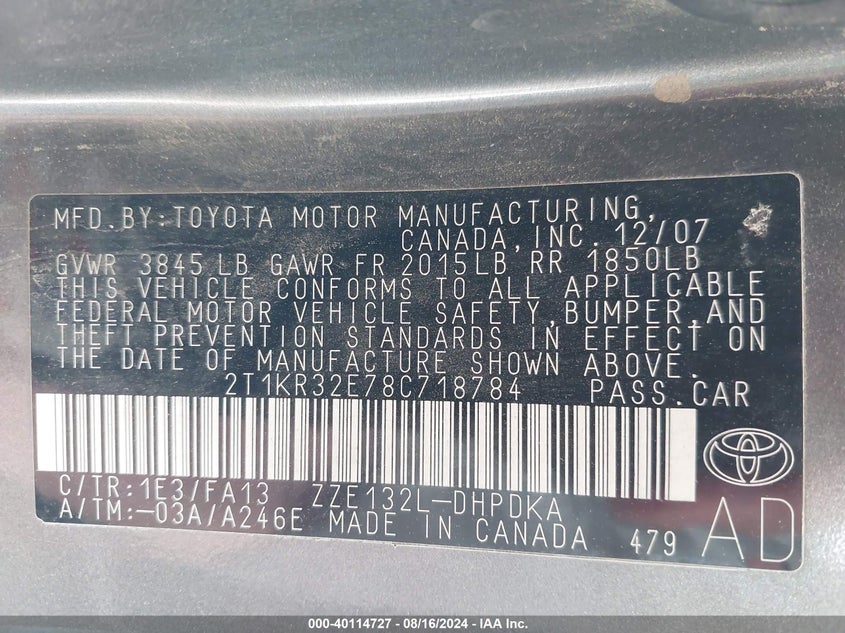 MFD.BY:TOYOTA MOTOR MANUFACTURING,
CANADA,INC. 12/07
GVWR 3845 LB GAWR FR 2015LB RR 1850LB
THIS VEHICLE CONFORMS TO ALL APPLICABLE
FEDERAL MOTOR VEHICLE SAFETY,BUMPER,AND
THEFT PREVENTION STANDARDS IN EFFECT ON
THE DATE OF MANUFACTURE SHOWN ABOVE.
2T1KR32E78C718784 PASS.CAR
C/TR:1E3/FA13 ZZE132L-DHPDKA
A/TM:-03A/A246E MADE IN CANADA 479 AD
000-40114727 - 08/16/2024 - IAA Inc.